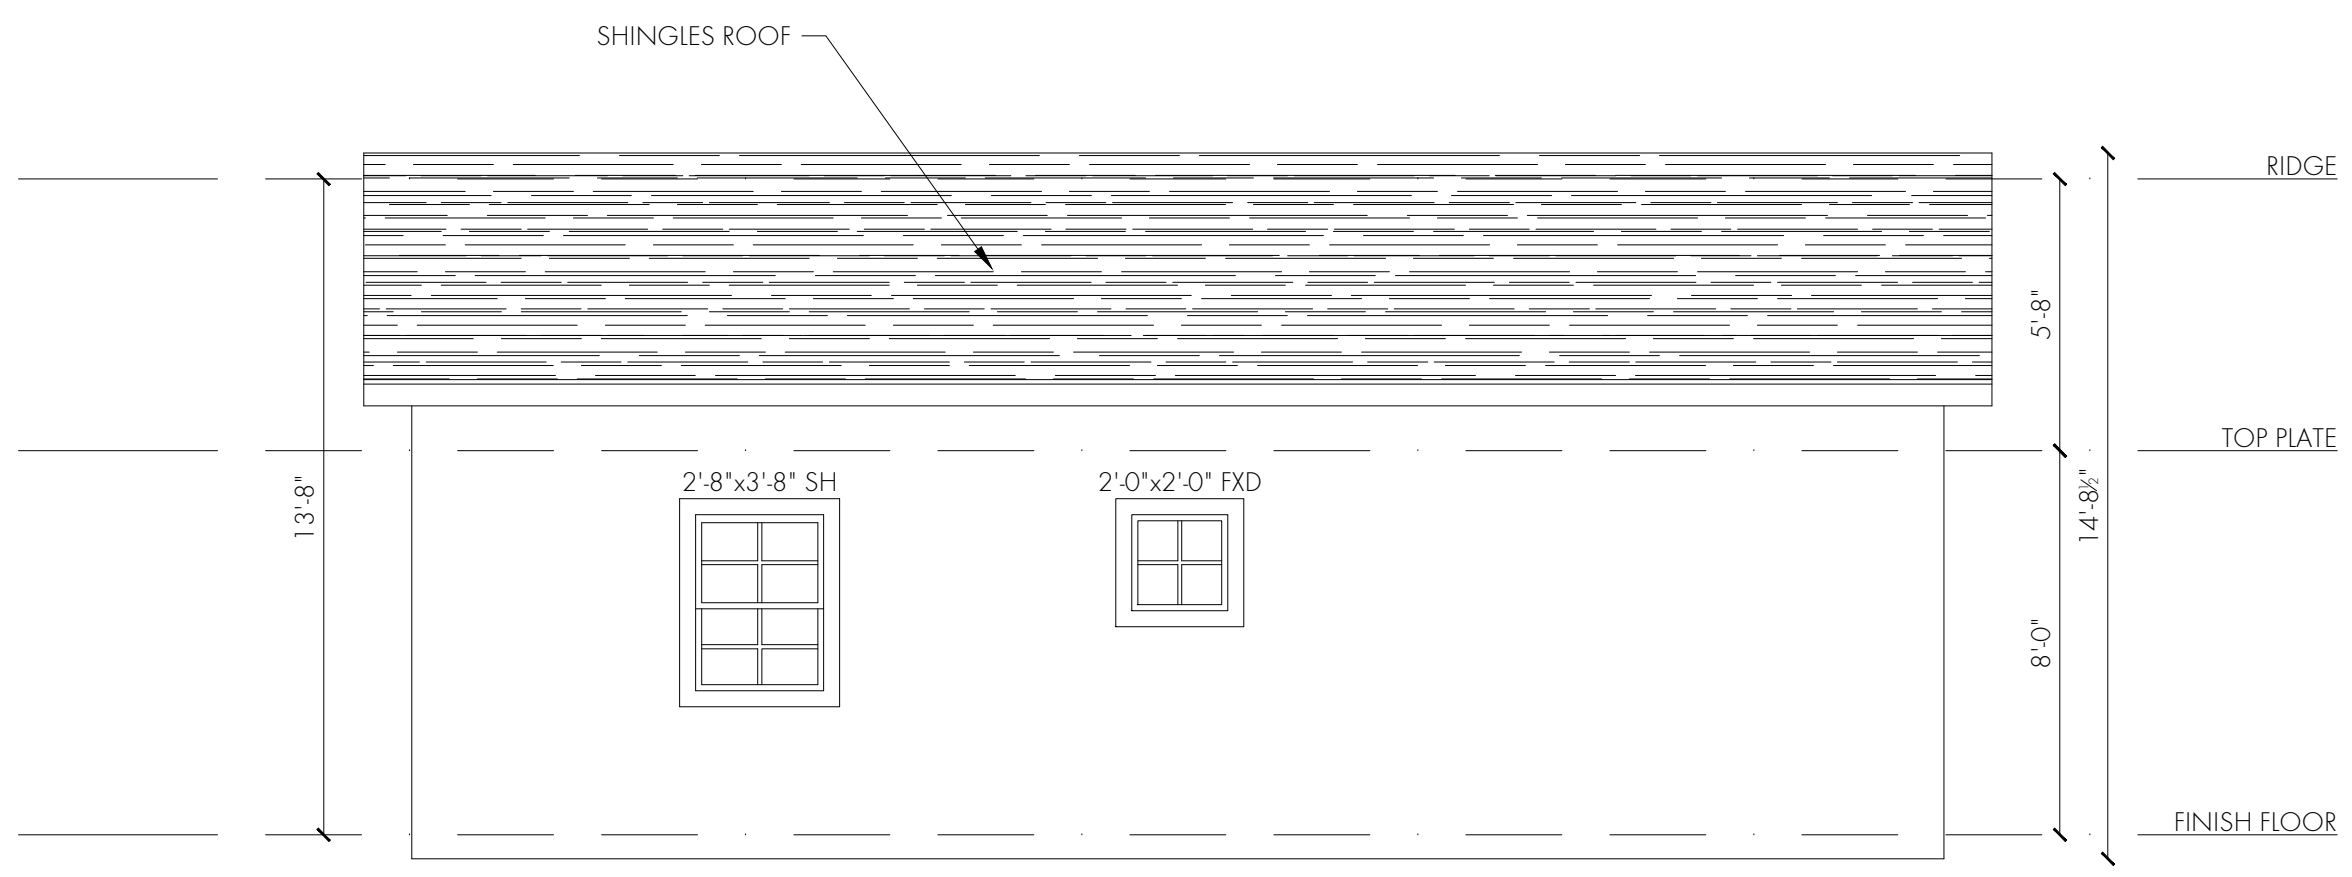 SHINGLES ROOF
RIDGE
5'-8"
TOP PLATE
2'-8"x3'-8" SH
2'-0"x2'-0" FXD
13'-8"
14'-8½"
8'-0"
FINISH FLOOR